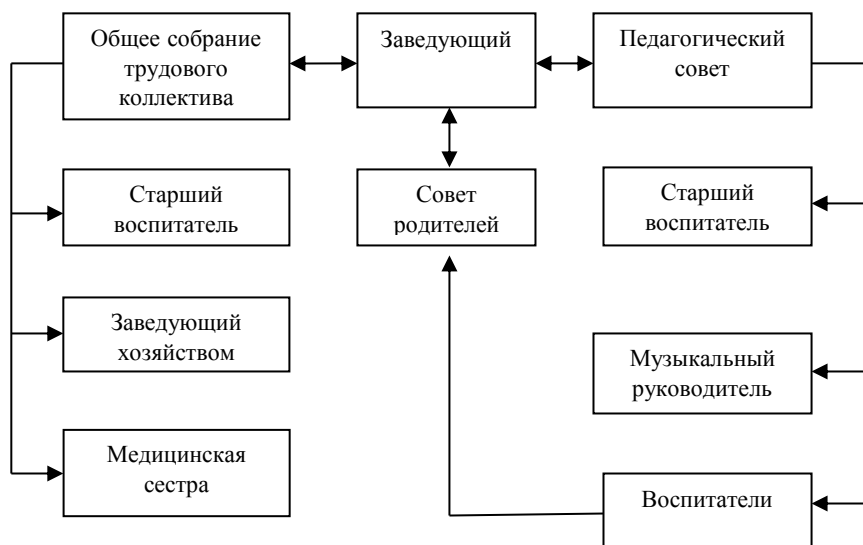 Общее собрание
трудового
коллектива
Заведующий
Педагогический
совет
Старший
воспитатель
Совет
родителей
Старший
воспитатель
Заведующий
хозяйством
Музыкальный
руководитель
Медицинская
сестра
Воспитатели